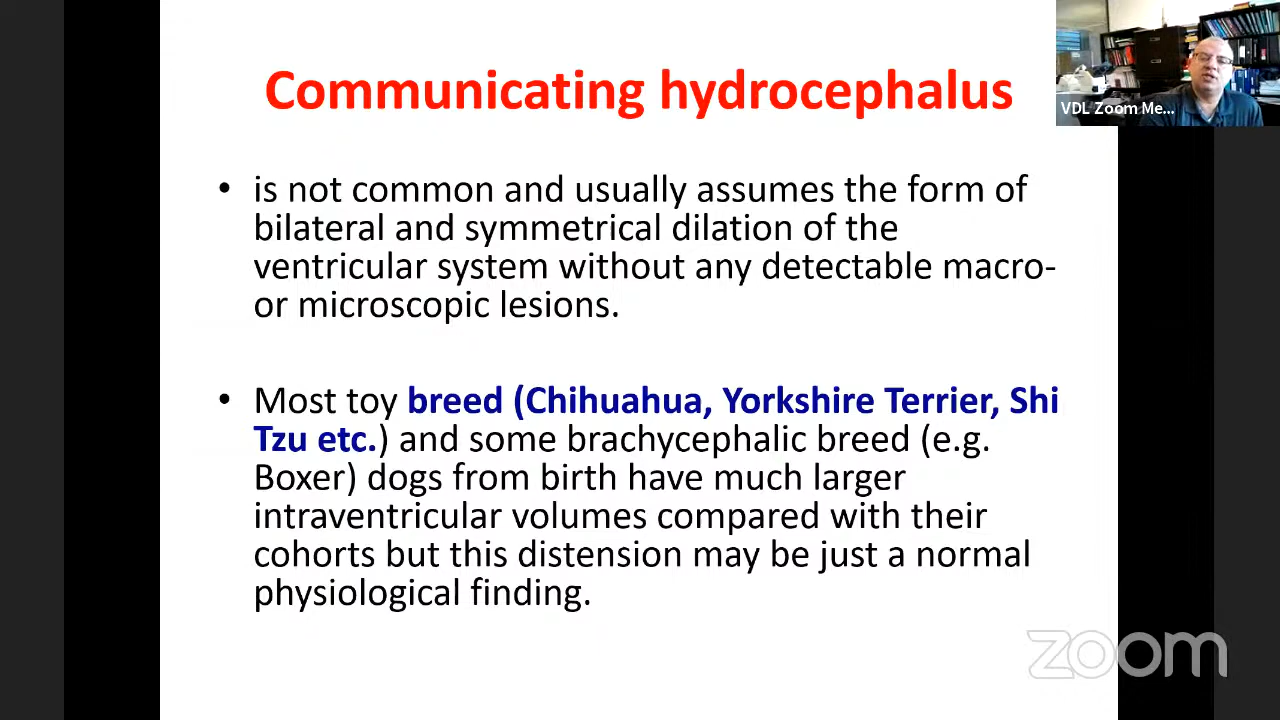 Communicating hydrocephalus
VDL Zoom Me...
• is not common and usually assumes the form of
bilateral and symmetrical dilation of the
ventricular system without any detectable macro-
or microscopic lesions.
• Most toy breed (Chihuahua, Yorkshire Terrier, Shi
Tzu etc.) and some brachycephalic breed (e.g.
Boxer) dogs from birth have much larger
intraventricular volumes compared with their
cohorts but this distension may be just a normal
physiological finding.
zoom